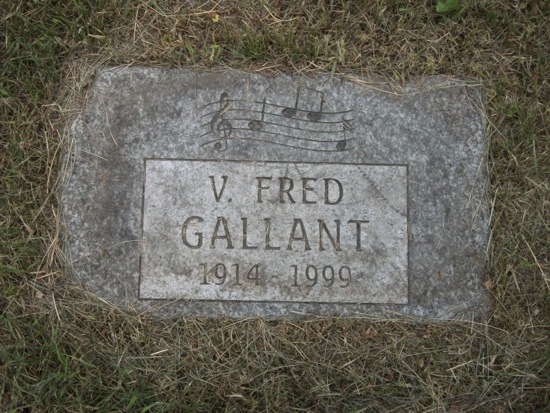 V. FRED
GALLANT
1914 - 1999